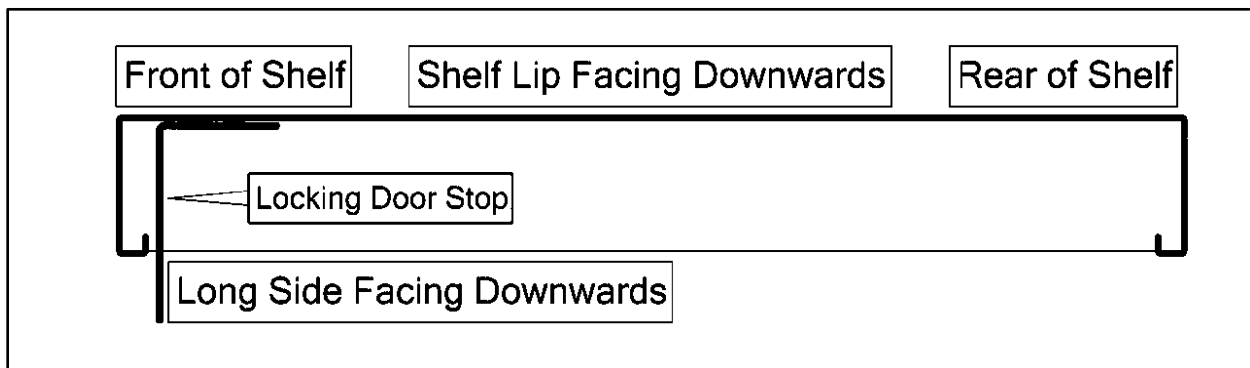 Front of Shelf
Shelf Lip Facing Downwards
Rear of Shelf
Locking Door Stop
Long Side Facing Downwards